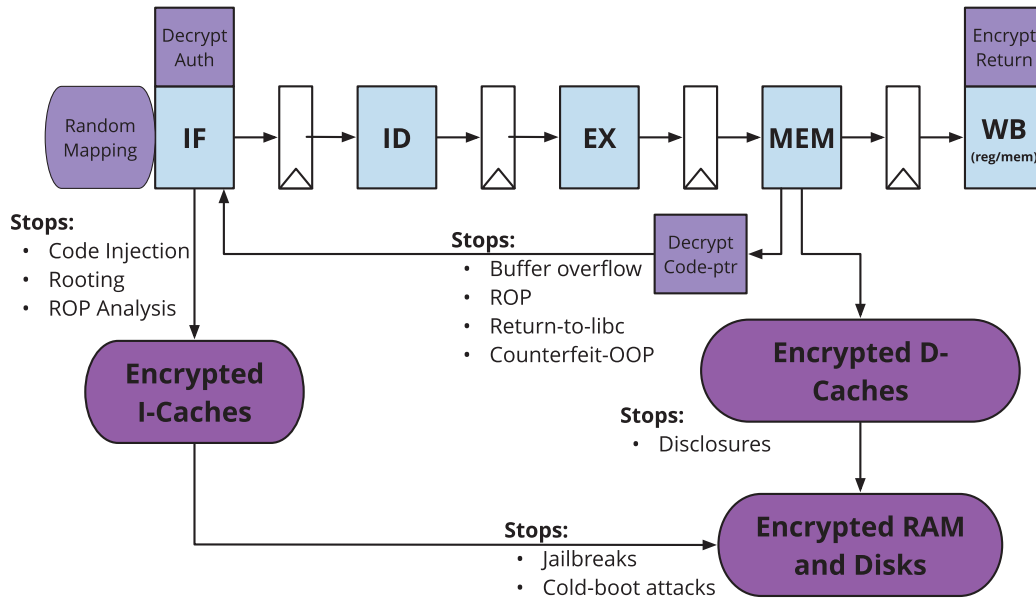 Decrypt
Auth
Encrypt
Return
Random
Mapping
IF
ID
EX
MEM
WB
(reg/mem)
Stops:
• Code Injection
• Rooting
• ROP Analysis
Stops:
• Buffer overflow
• ROP
• Return-to-libc
• Counterfeit-OOP
Decrypt
Code-ptr
Encrypted
I-Caches
Encrypted D-
Caches
Stops:
• Disclosures
Stops:
• Jailbreaks
• Cold-boot attacks
Encrypted RAM
and Disks